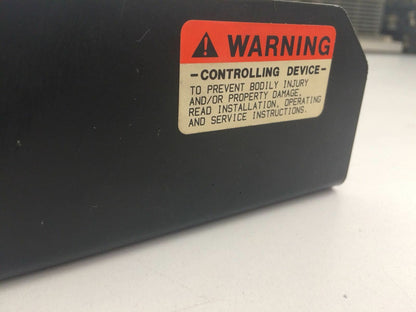 WARNING
- CONTROLLING DEVICE -
TO PREVENT BODILY INJURY
AND/OR PROPERTY DAMAGE,
READ INSTALLATION, OPERATING
AND SERVICE INSTRUCTIONS.